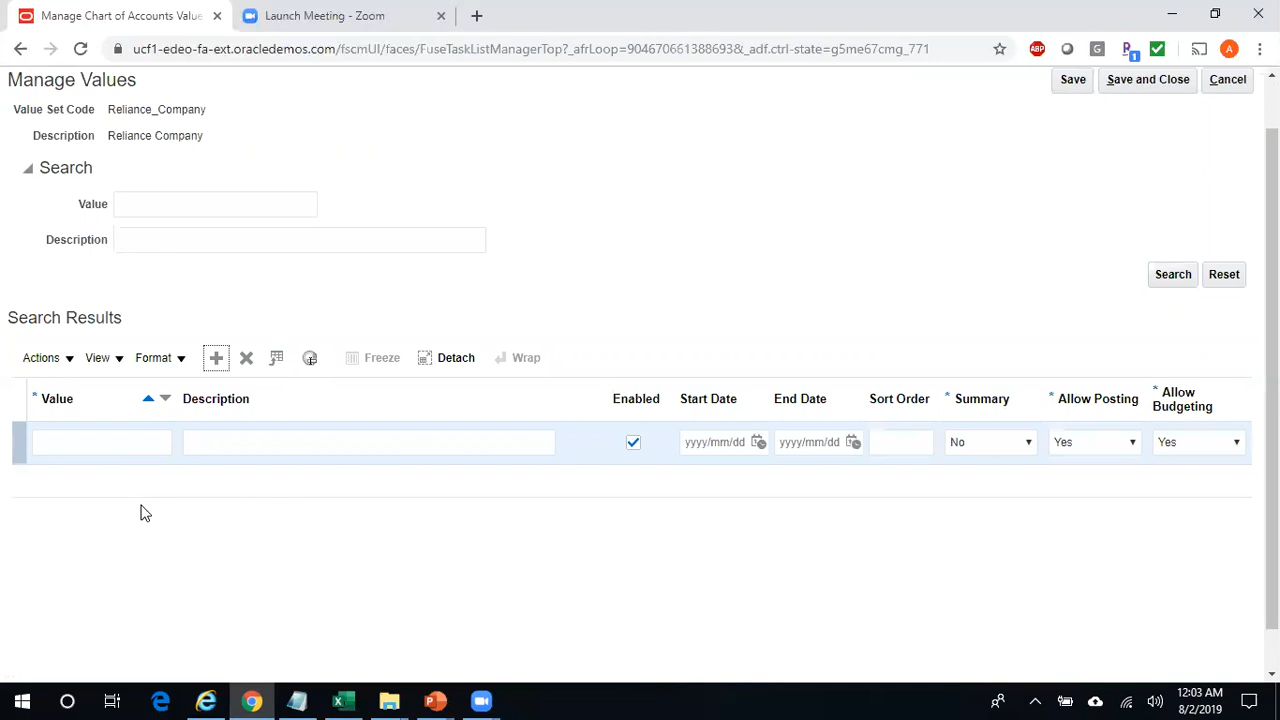 Manage Chart of Accounts Value
Launch Meeting - Zoom
ucf1-edeo-fa-ext.oracledemos.com/fscmUI/faces/FuseTaskListManagerTop?_afrLoop=904670661388693&_adf.ctrl-state=g5me67cmg_771
ABP
G
1
A
Manage Values
Save
Save and Close
Cancel
Value Set Code Reliance_Company
Description Reliance Company
Search
Value
Description
Search
Reset
Search Results
Actions
View
Format
Freeze
Detach
Wrap
* Value
Description
Enabled
Start Date
End Date
Sort Order
* Summary
* Allow Posting
* Allow
Budgeting
yyyy/mm/dd
yyyy/mm/dd
No
Yes
Yes
12:03 AM
8/2/2019